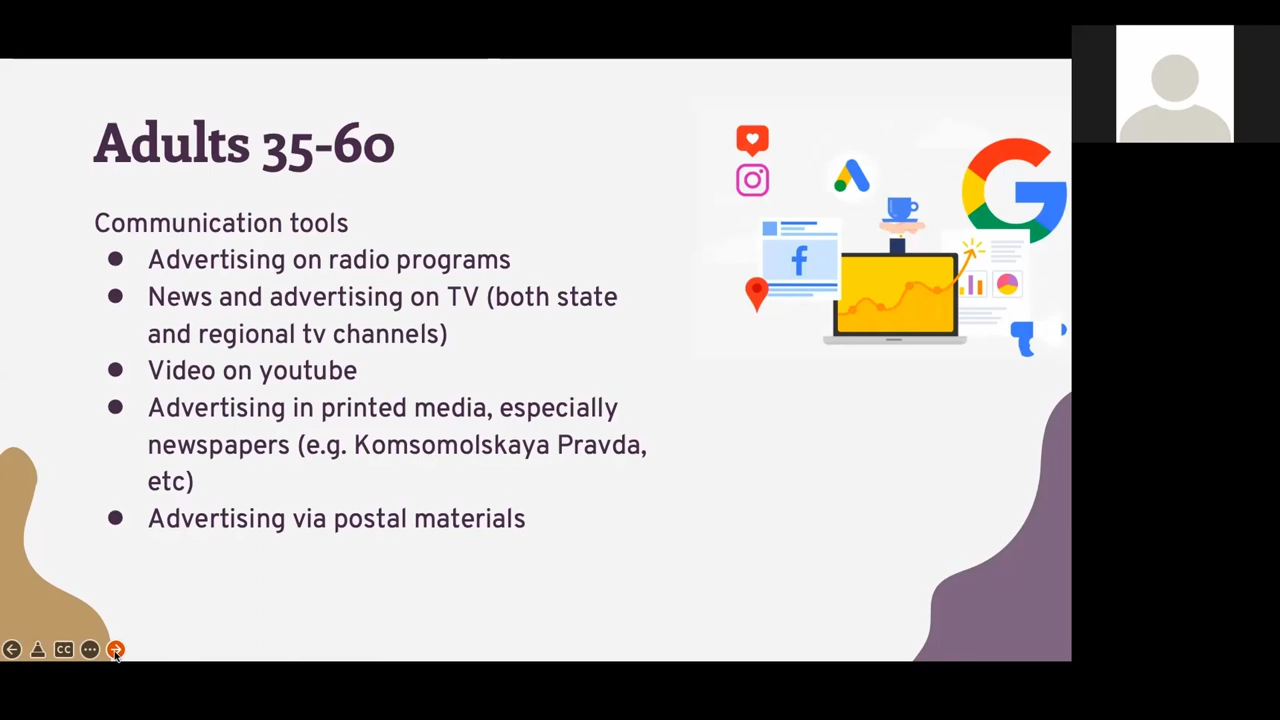 Adults 35-60
Communication tools
● Advertising on radio programs
● News and advertising on TV (both state
and regional tv channels)
● Video on youtube
● Advertising in printed media, especially
newspapers (e.g. Komsomolskaya Pravda,
etc)
● Advertising via postal materials
CC